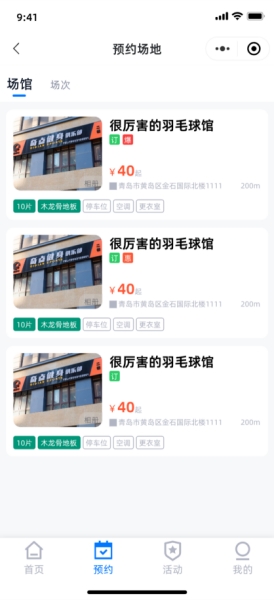 9:41
预约场地
场馆 场次
很厉害的羽毛球馆
订
¥40起
青岛市黄岛区金石国际北楼1111 200m
10片 木龙骨地板 停车位 空调 更衣室
相册
很厉害的羽毛球馆
订
¥40起
青岛市黄岛区金石国际北楼1111 200m
10片 木龙骨地板 停车位 空调 更衣室
相册
很厉害的羽毛球馆
订
¥40起
青岛市黄岛区金石国际北楼1111 200m
10片 木龙骨地板 停车位 空调 更衣室
相册
首页 预约 活动 我的